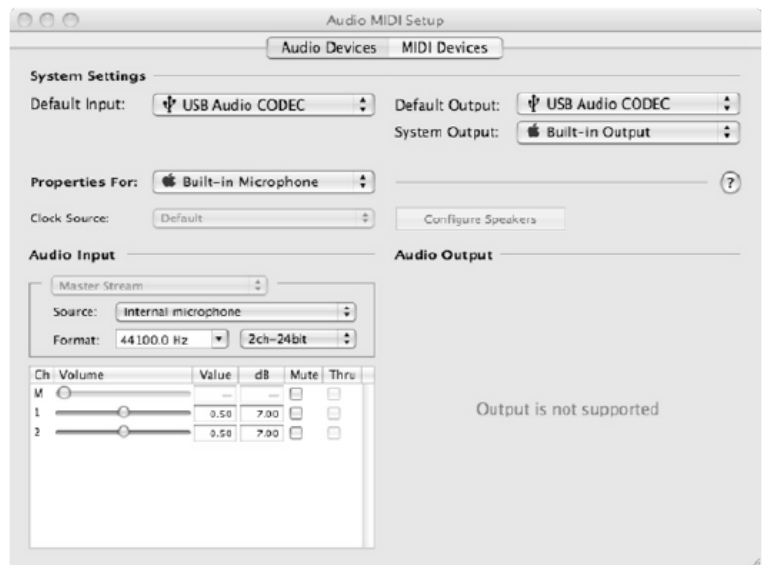 Audio MIDI Setup
Audio Devices MIDI Devices
System Settings
Default Input: USB Audio CODEC
Default Output: USB Audio CODEC
System Output: Built-in Output
Properties For: Built-in Microphone
?
Clock Source: Default
Configure Speakers
Audio Input
Audio Output
Master Stream
Source: Internal microphone
Format: 44100.0 Hz 2ch-24bit
Ch Volume Value dB Mute Thru
M — —
1 0.50 7.00
2 0.50 7.00
Output is not supported